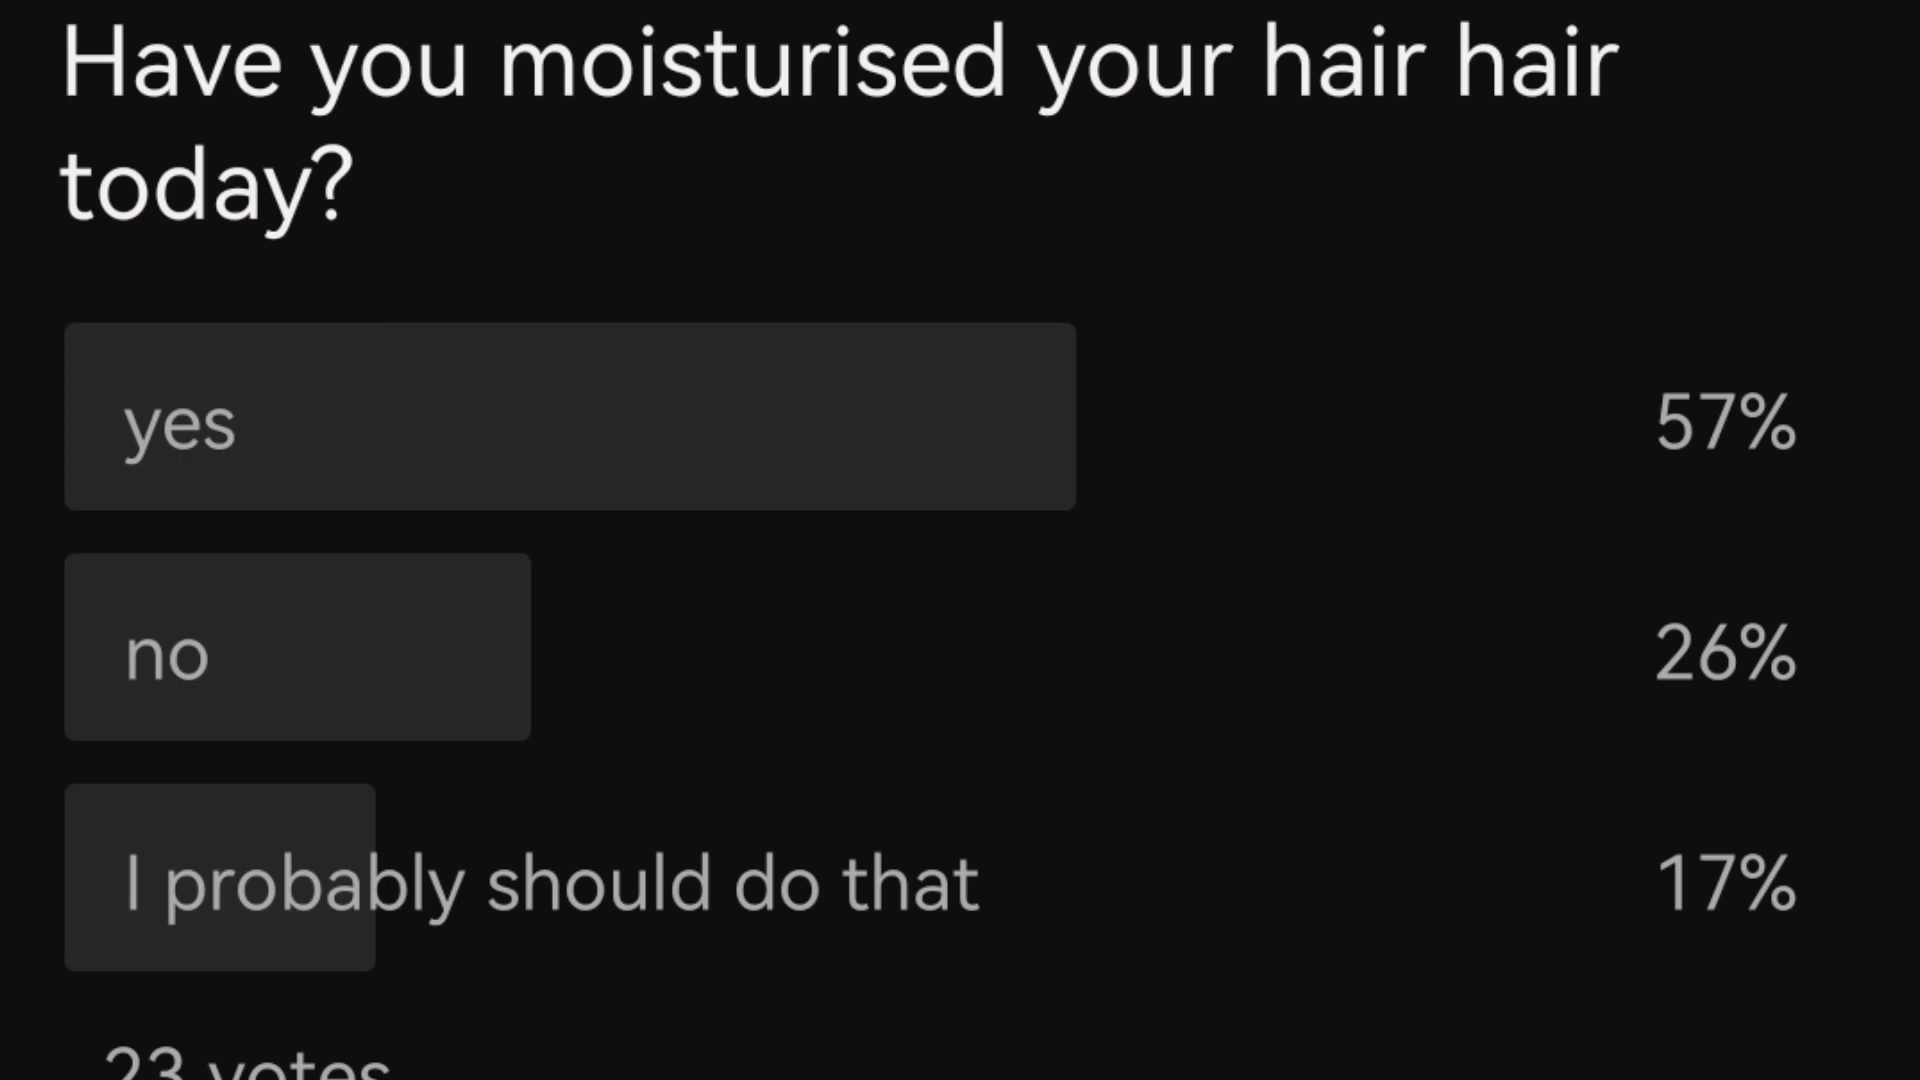 Have you moisturised your hair hair
today?
yes 57%
no 26%
I probably should do that 17%
23 votes